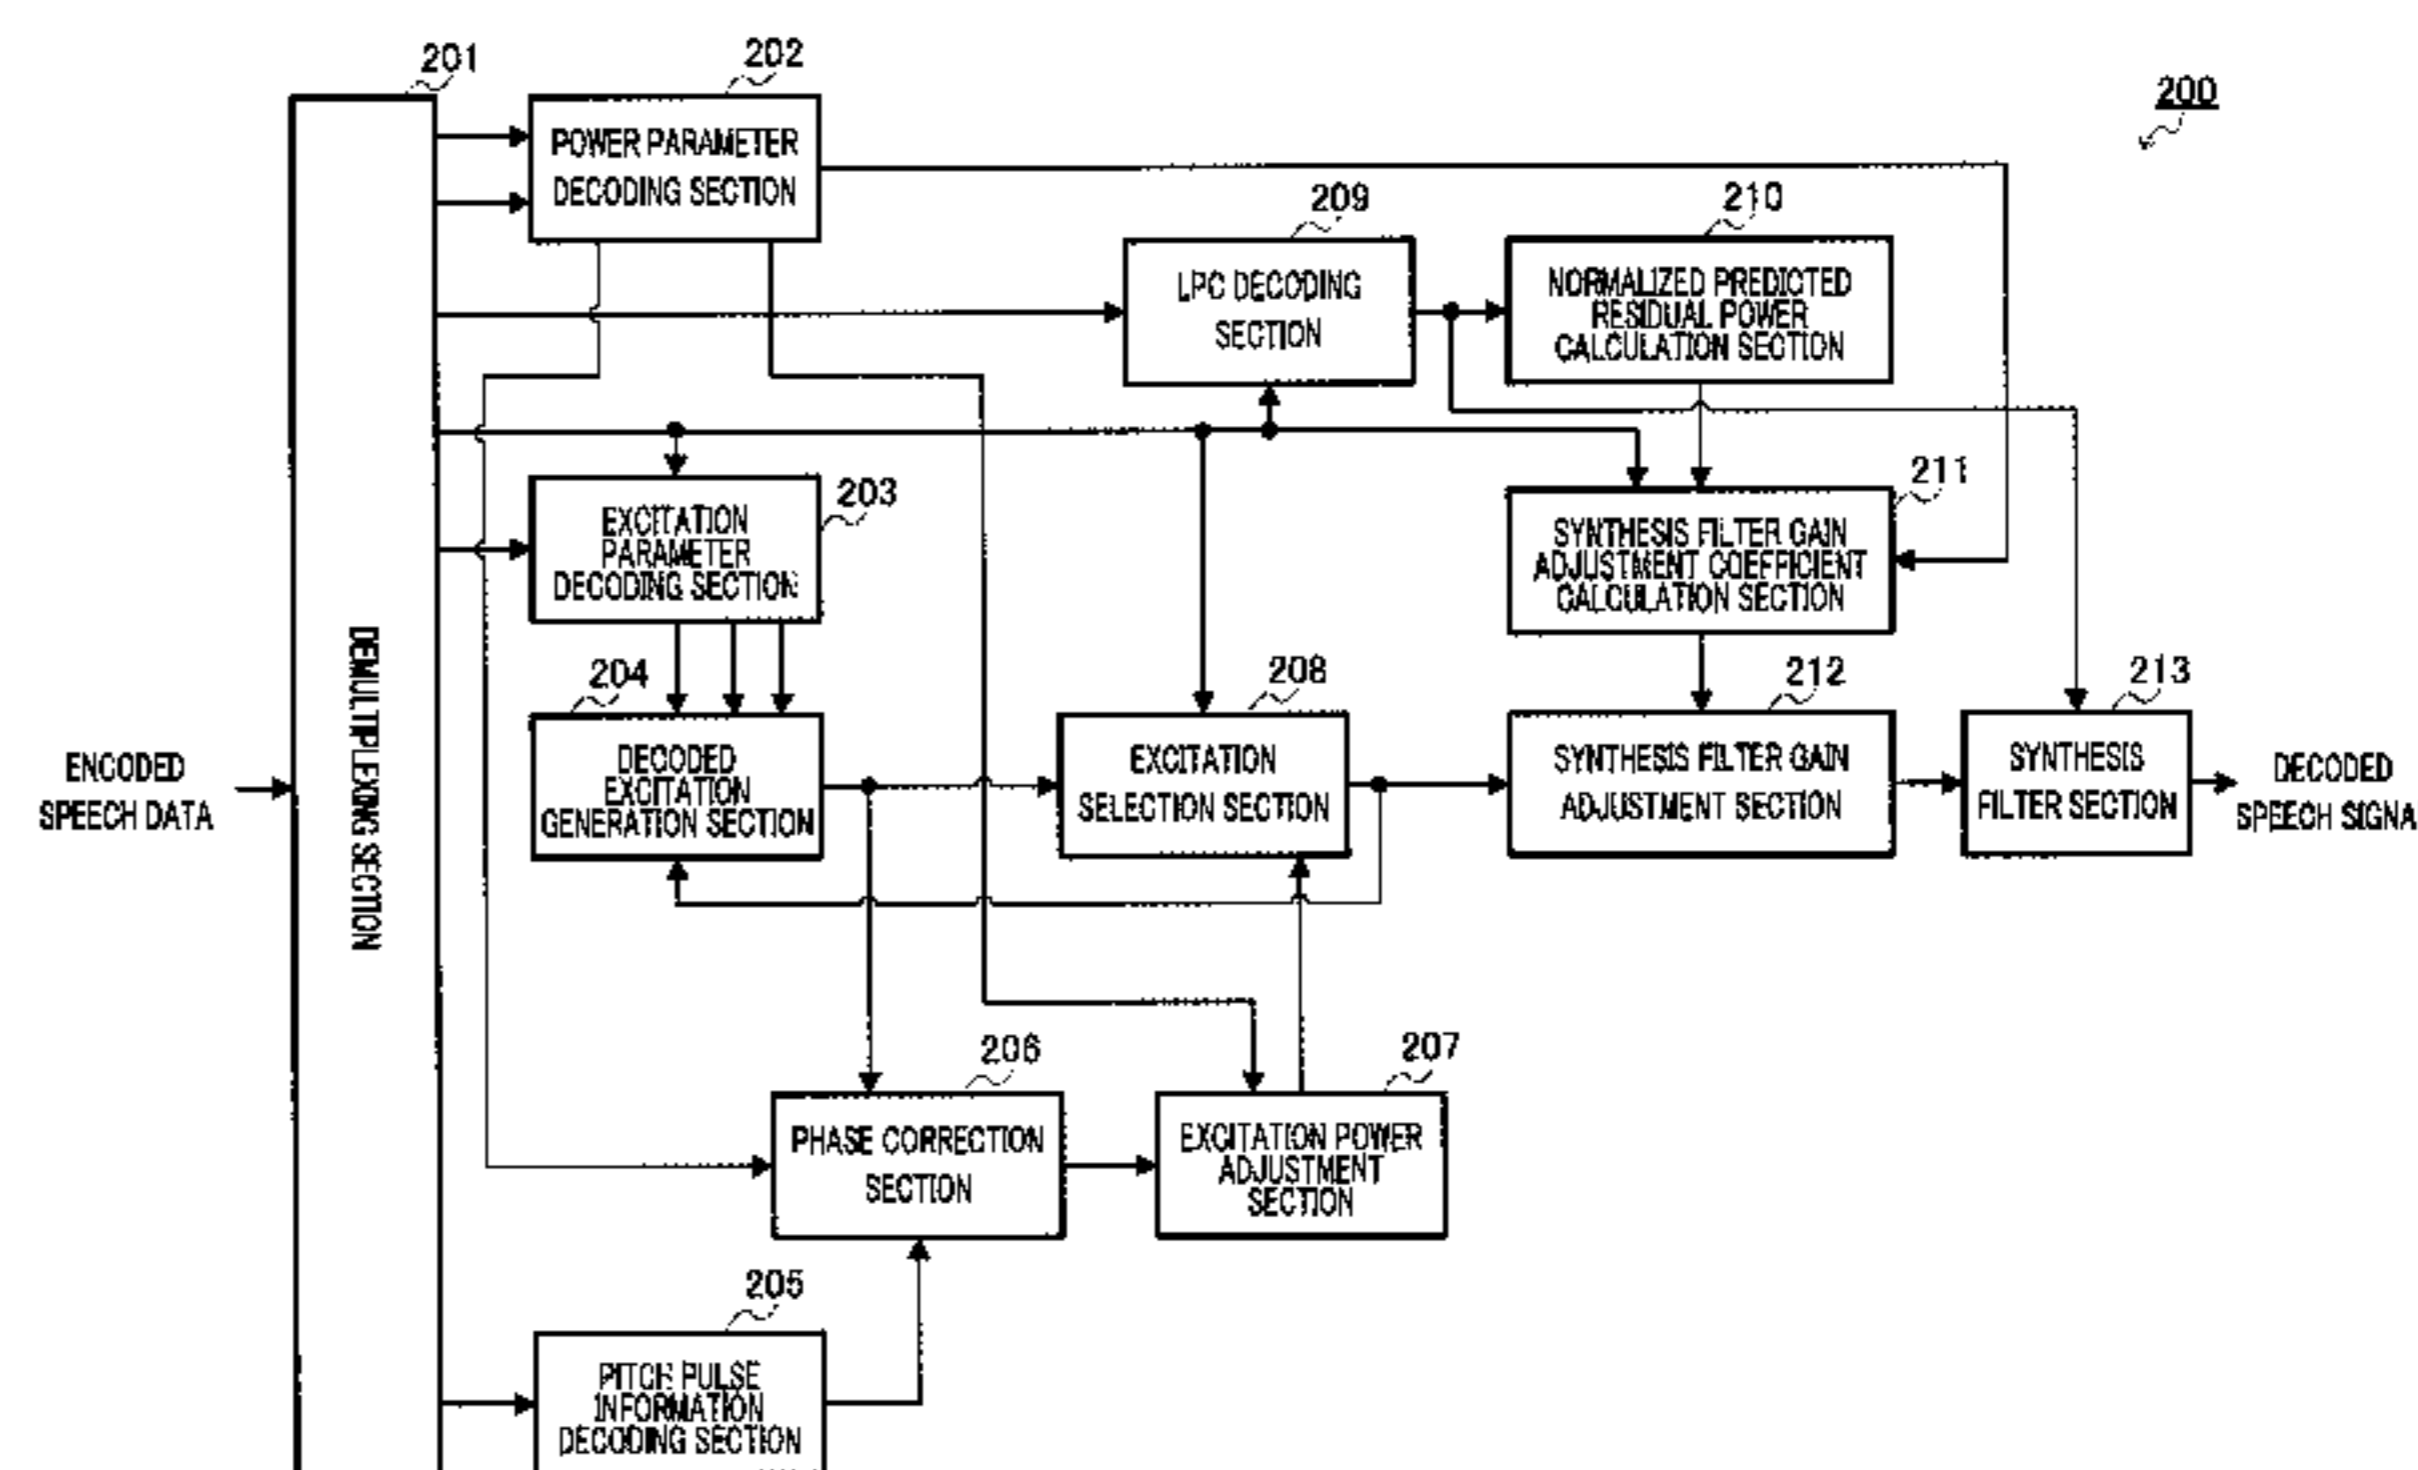 201
202
200
POWER PARAMETER
DECODING SECTION
209
210
LPC DECODING
SECTION
NORMALIZED PREDICTED
RESIDUAL POWER
CALCULATION SECTION
203
211
EXCITATION
PARAMETER
DECODING SECTION
SYNTHESIS FILTER GAIN
ADJUSTMENT COEFFICIENT
CALCULATION SECTION
204
208
212
213
DEMULTIPLEXING SECTION
ENCODED
SPEECH DATA
DECODED
EXCITATION
GENERATION SECTION
EXCITATION
SELECTION SECTION
SYNTHESIS FILTER GAIN
ADJUSTMENT SECTION
SYNTHESIS
FILTER SECTION
DECODED
SPEECH SIGNA
206
207
PHASE CORRECTION
SECTION
EXCITATION POWER
ADJUSTMENT
SECTION
205
PITCH PULSE
INFORMATION
DECODING SECTION